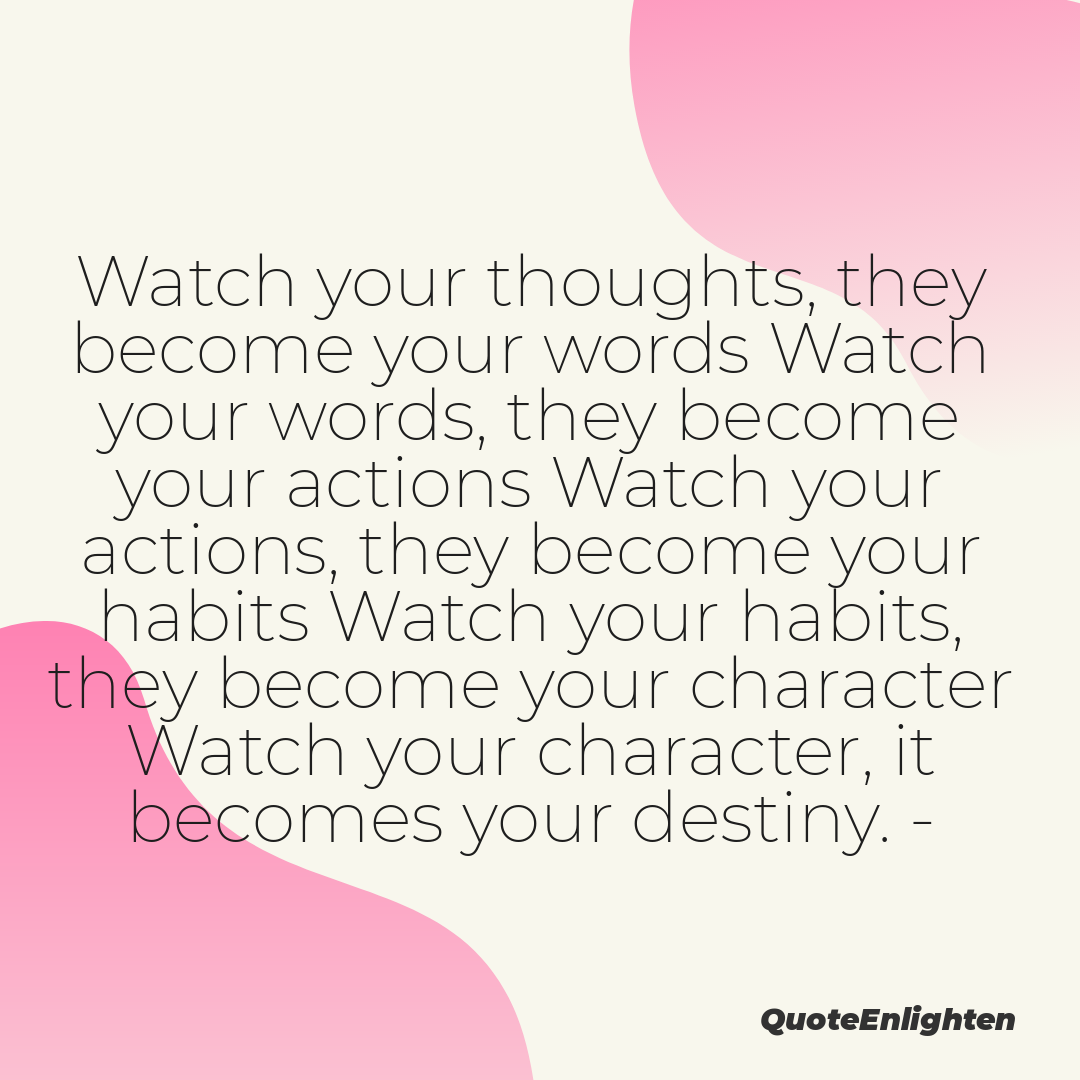 Watch your thoughts, they
become your words Watch
your words, they become
your actions Watch your
actions, they become your
habits Watch your habits,
they become your character
Watch your character, it
becomes your destiny. -
QuoteEnlighten